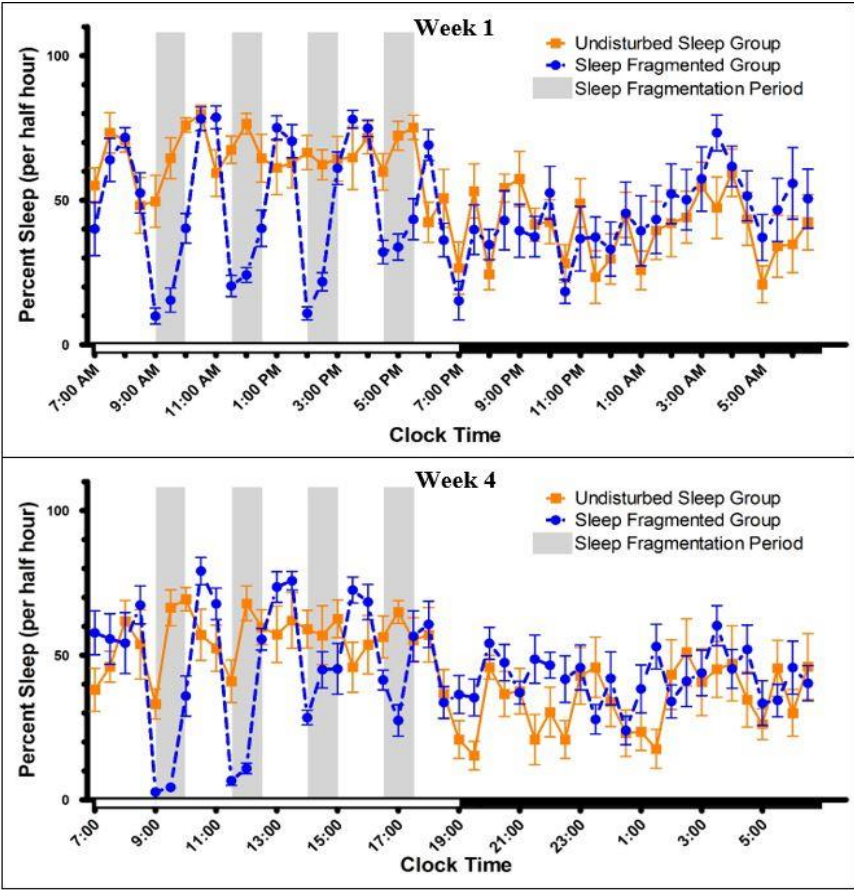 Week 1
Undisturbed Sleep Group
Sleep Fragmented Group
Sleep Fragmentation Period
Percent Sleep (per half hour)
100
50
0
7:00 AM
9:00 AM
11:00 AM
1:00 PM
3:00 PM
5:00 PM
7:00 PM
9:00 PM
11:00 PM
1:00 AM
3:00 AM
5:00 AM
Clock Time
Week 4
Undisturbed Sleep Group
Sleep Fragmented Group
Sleep Fragmentation Period
Percent Sleep (per half hour)
100
50
0
7:00
9:00
11:00
13:00
15:00
17:00
19:00
21:00
23:00
1:00
3:00
5:00
Clock Time